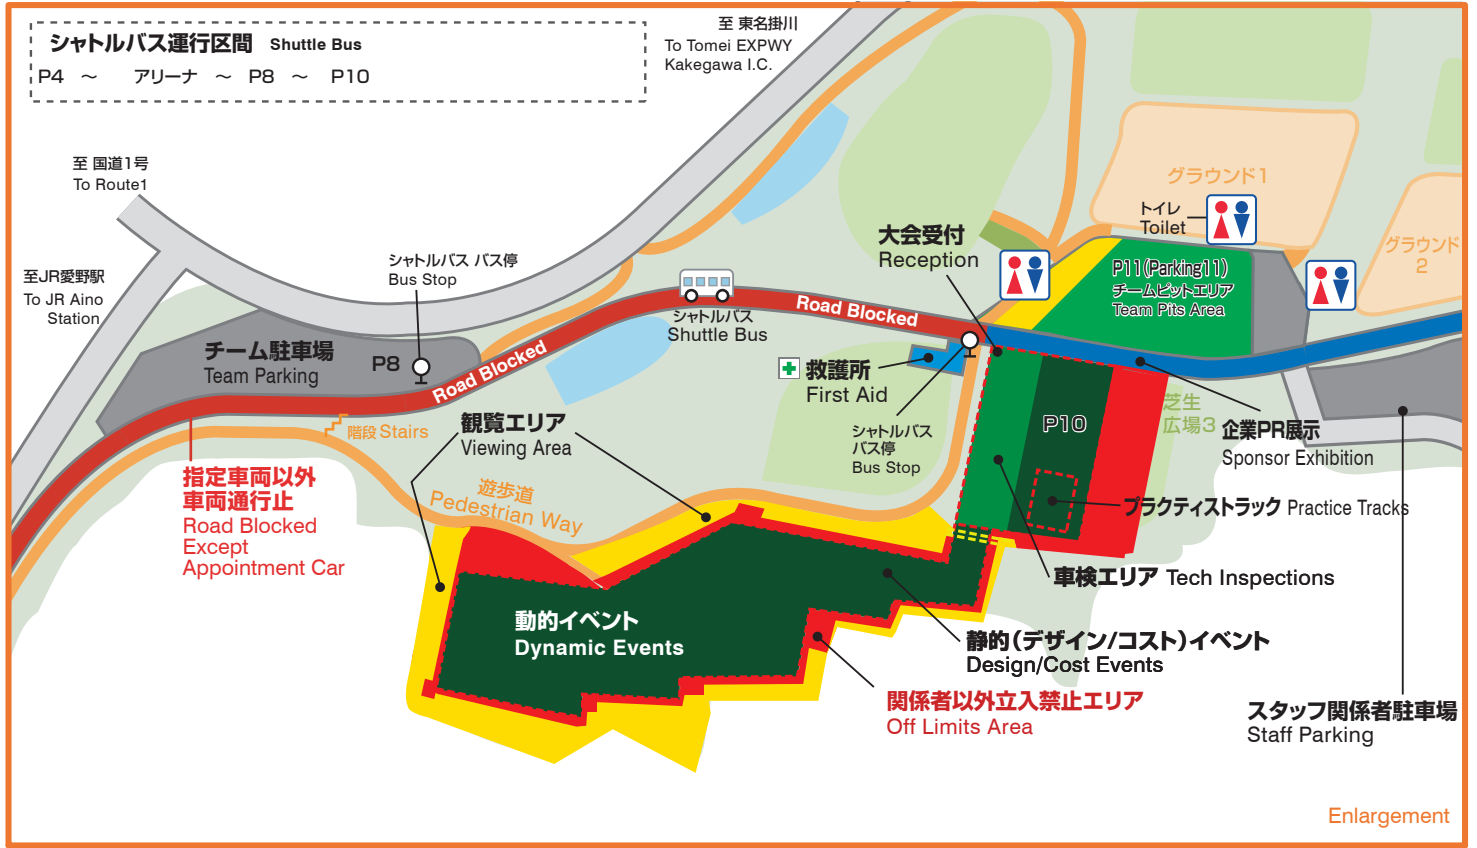 シャトルバス運行区間 Shuttle Bus
P4 ～ アリーナ ～ P8 ～ P10
至 東名掛川
To Tomei EXPWY
Kakegawa I.C.
至 国道1号
To Route1
至JR愛野駅
To JR Aino
Station
シャトルバス バス停
Bus Stop
チーム駐車場
Team Parking
P8
Road Blocked
シャトルバス
Shuttle Bus
Road Blocked
大会受付
Reception
グラウンド1
トイレ
Toilet
グラウンド
2
P11(Parking11)
チームピットエリア
Team Pits Area
救護所
First Aid
シャトルバス
バス停
Bus Stop
P10
芝生
広場3
企業PR展示
Sponsor Exhibition
階段 Stairs
観覧エリア
Viewing Area
指定車両以外
車両通行止
Road Blocked
Except
Appointment Car
遊歩道
Pedestrian Way
プラクティストラック Practice Tracks
車検エリア Tech Inspections
動的イベント
Dynamic Events
静的(デザイン/コスト)イベント
Design/Cost Events
関係者以外立入禁止エリア
Off Limits Area
スタッフ関係者駐車場
Staff Parking
Enlargement